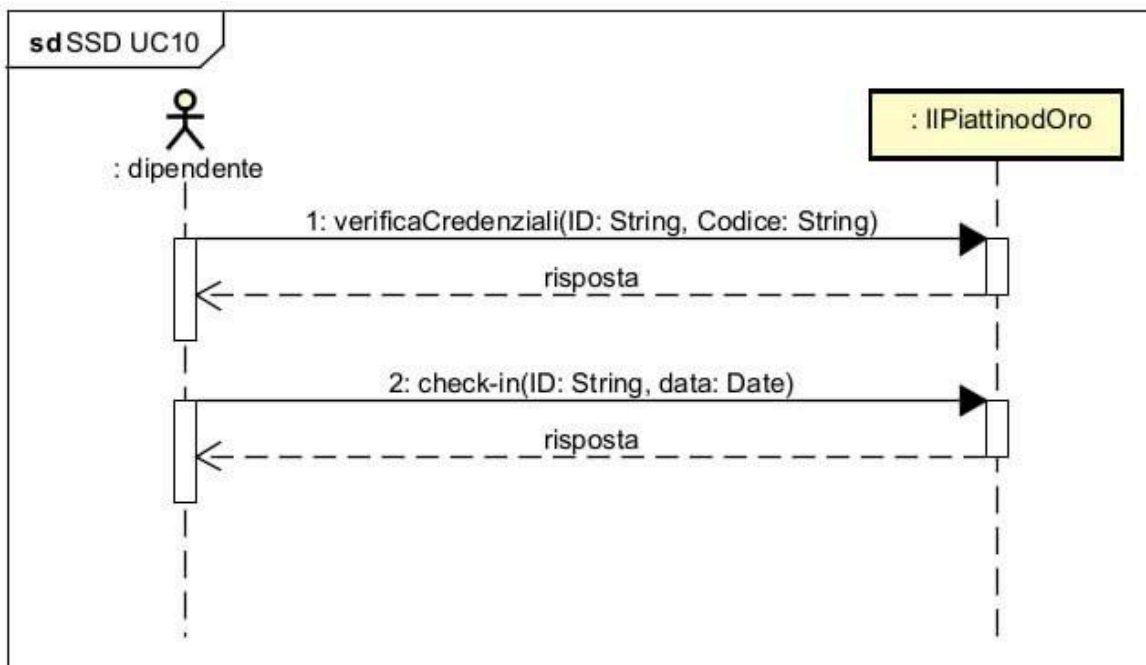 sd SSD UC10
: dipendente
: IlPiattinodOro
1: verificaCredenziali(ID: String, Codice: String)
risposta
2: check-in(ID: String, data: Date)
risposta